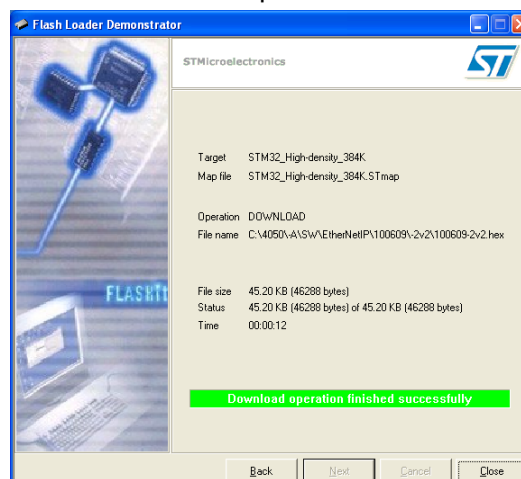 Flash Loader Demonstrator
STMicroelectronics
ST
Target STM32_High-density_384K
Map file STM32_High-density_384K.STmap
Operation DOWNLOAD
File name C:\4050\-A\SW\EtherNetIP\100609\-2v2\100609-2v2.hex
FLASHIT
File size 45.20 KB (46288 bytes)
Status 45.20 KB (46288 bytes) of 45.20 KB (46288 bytes)
Time 00:00:12
Download operation finished successfully
Back Next Cancel Close